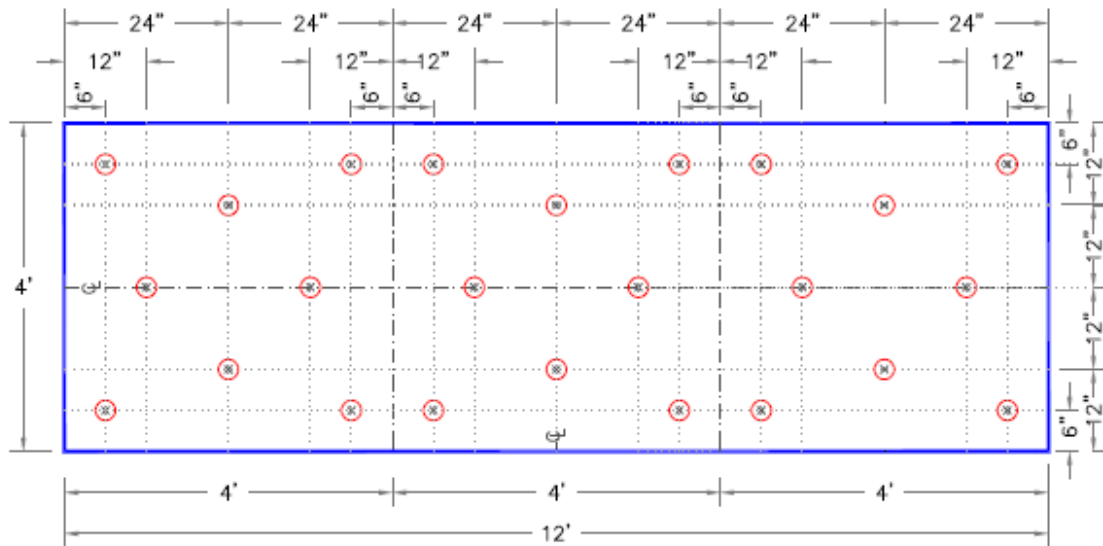 24" 24" 24" 24" 24" 24"
12" 12" 12" 12" 12" 12"
6" 6" 6" 6" 6" 6"
6" 12"
12"
4' ℄
12"
6" 12"
℄
4' 4' 4'
12'